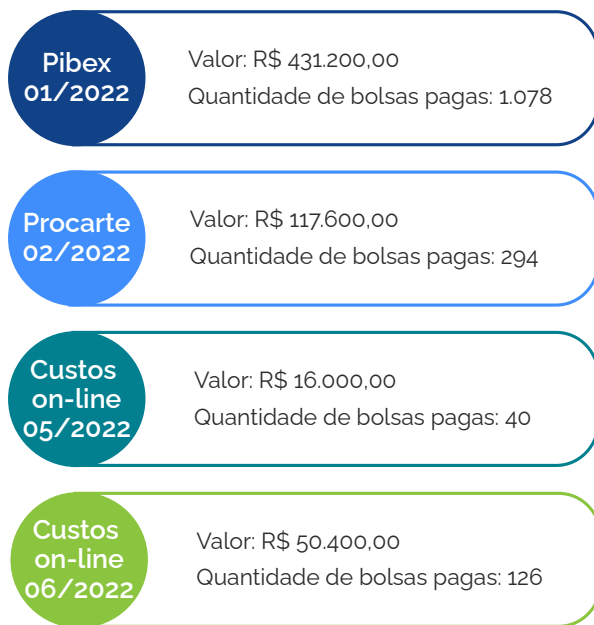 Pibex
01/2022
Valor: R$ 431.200,00
Quantidade de bolsas pagas: 1.078
Procarte
02/2022
Valor: R$ 117.600,00
Quantidade de bolsas pagas: 294
Custos
on-line
05/2022
Valor: R$ 16.000,00
Quantidade de bolsas pagas: 40
Custos
on-line
06/2022
Valor: R$ 50.400,00
Quantidade de bolsas pagas: 126